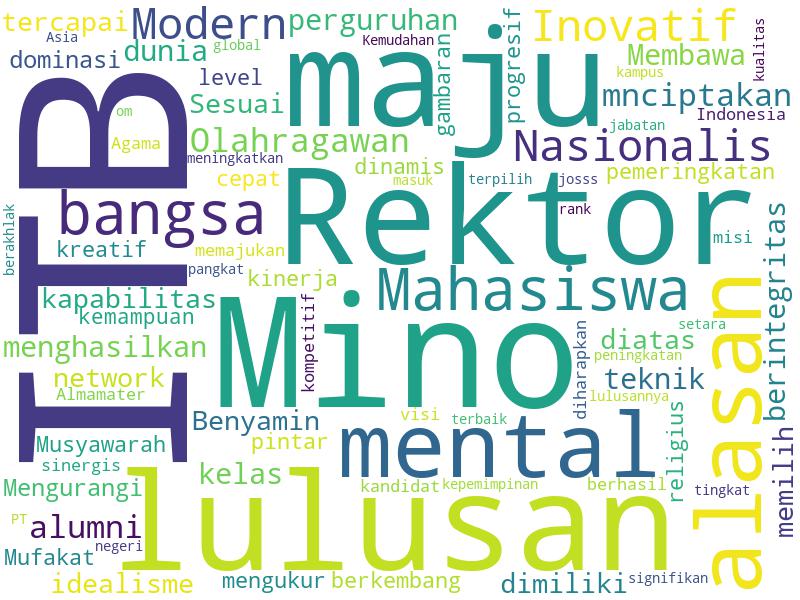 tercapai
Modern
perguruhan
Inovatif
Asia
dunia
global
Kemudahan
dominasi
maju
gambaran
progresif
Membawa
kualitas
level
kampus
Sesuai
mnciptakan
ITB
om
Agama
Olahragawan
jabatan
Indonesia
meningkatkan
Nasionalis
cepat
dinamis
masuk
terpilih
josss
pemeringkatan
bangsa
Rektor
rank
berakhlak
kreatif
memajukan
misi
pangkat
kinerja
Mahasiswa
berintegritas
kapabilitas
kemampuan
Mino
kompetitif
setara
menghasilkan
diharapkan
diatas
peningkatan
alasan
network
teknik
Almamater
lulusannya
Benyamin
visi
terbaik
mental
religius
memilih
Musyawarah
pintar
sinergis
kelas
lulusan
Mengurangi
kandidat
kepemimpinan
berhasil
tingkat
PT
alumni
negeri
Mufakat
idealisme
mengukur
berkembang
dimiliki
signifikan